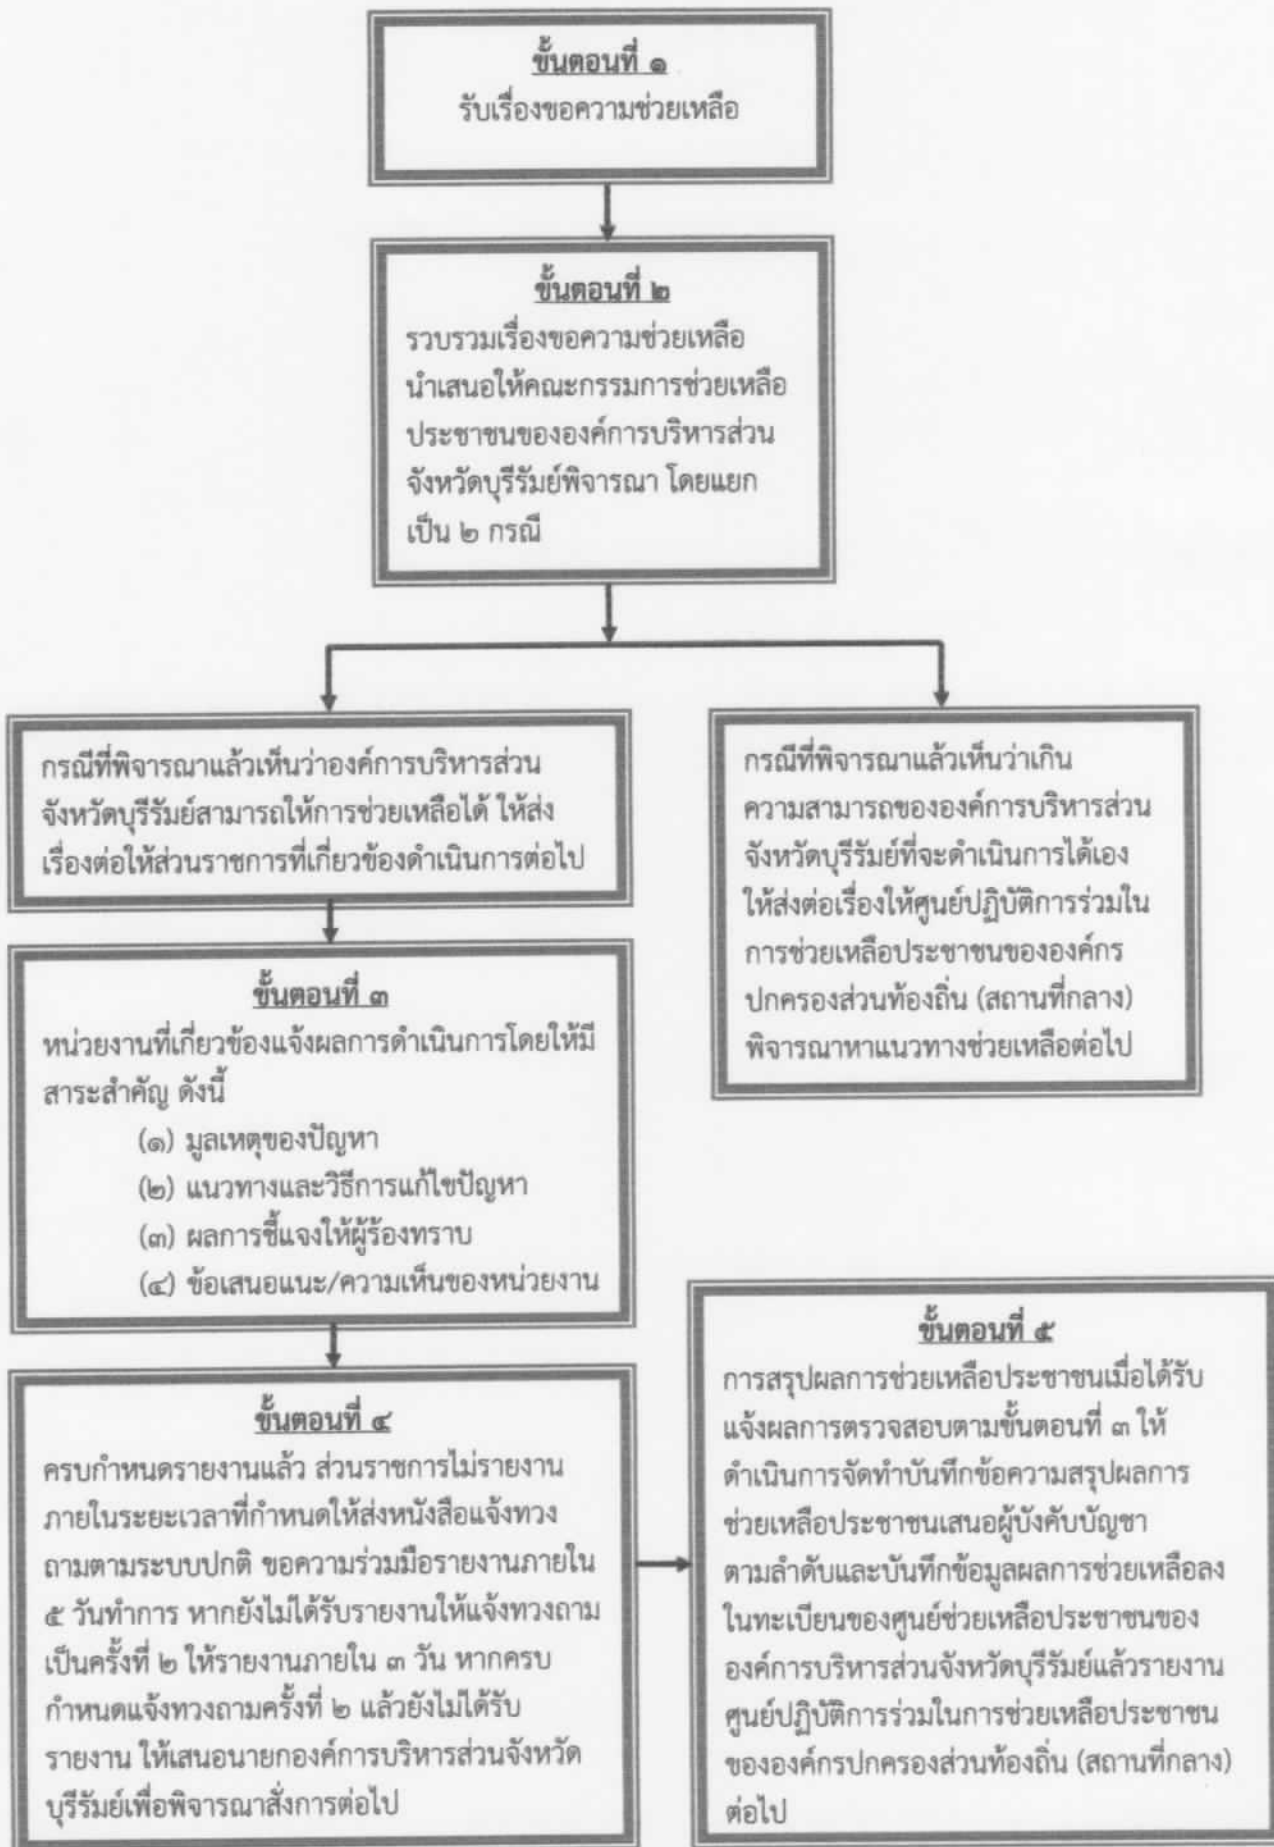 ขั้นตอนที่ ๑
รับเรื่องขอความช่วยเหลือ
ขั้นตอนที่ ๒
รวบรวมเรื่องขอความช่วยเหลือ
นำเสนอให้คณะกรรมการช่วยเหลือ
ประชาชนขององค์การบริหารส่วน
จังหวัดบุรีรัมย์พิจารณา โดยแยก
เป็น ๒ กรณี
กรณีที่พิจารณาแล้วเห็นว่าองค์การบริหารส่วน
จังหวัดบุรีรัมย์สามารถให้การช่วยเหลือได้ ให้ส่ง
เรื่องต่อให้ส่วนราชการที่เกี่ยวข้องดำเนินการต่อไป
กรณีที่พิจารณาแล้วเห็นว่าเกิน
ความสามารถขององค์การบริหารส่วน
จังหวัดบุรีรัมย์ที่จะดำเนินการได้เอง
ให้ส่งต่อเรื่องให้ศูนย์ปฏิบัติการร่วมใน
การช่วยเหลือประชาชนขององค์กร
ปกครองส่วนท้องถิ่น (สถานที่กลาง)
พิจารณาหาแนวทางช่วยเหลือต่อไป
ขั้นตอนที่ ๓
หน่วยงานที่เกี่ยวข้องแจ้งผลการดำเนินการโดยให้มี
สาระสำคัญ ดังนี้
(๑) มูลเหตุของปัญหา
(๒) แนวทางและวิธีการแก้ไขปัญหา
(๓) ผลการชี้แจงให้ผู้ร้องทราบ
(๔) ข้อเสนอแนะ/ความเห็นของหน่วยงาน
ขั้นตอนที่ ๔
ครบกำหนดรายงานแล้ว ส่วนราชการไม่รายงาน
ภายในระยะเวลาที่กำหนดให้ส่งหนังสือแจ้งทวง
ถามตามระบบปกติ ขอความร่วมมือรายงานภายใน
๕ วันทำการ หากยังไม่ได้รับรายงานให้แจ้งทวงถาม
เป็นครั้งที่ ๒ ให้รายงานภายใน ๓ วัน หากครบ
กำหนดแจ้งทวงถามครั้งที่ ๒ แล้วยังไม่ได้รับ
รายงาน ให้เสนอนายกองค์การบริหารส่วนจังหวัด
บุรีรัมย์เพื่อพิจารณาสั่งการต่อไป
ขั้นตอนที่ ๕
การสรุปผลการช่วยเหลือประชาชนเมื่อได้รับ
แจ้งผลการตรวจสอบตามขั้นตอนที่ ๓ ให้
ดำเนินการจัดทำบันทึกข้อความสรุปผลการ
ช่วยเหลือประชาชนเสนอผู้บังคับบัญชา
ตามลำดับและบันทึกข้อมูลผลการช่วยเหลือลง
ในทะเบียนของศูนย์ช่วยเหลือประชาชนของ
องค์การบริหารส่วนจังหวัดบุรีรัมย์แล้วรายงาน
ศูนย์ปฏิบัติการร่วมในการช่วยเหลือประชาชน
ขององค์กรปกครองส่วนท้องถิ่น (สถานที่กลาง)
ต่อไป